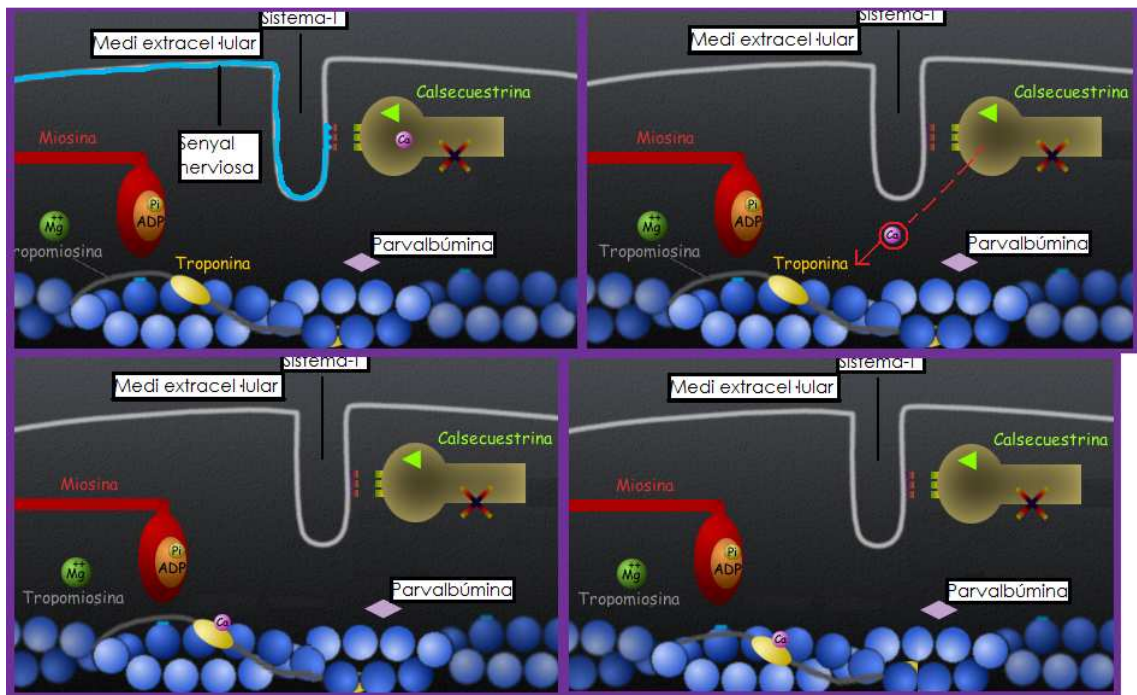 Sistema-T
Medi extracel·lular
Calsecuestrina
Ca
Miosina
Senyal
nerviosa
Pi
ADP
++
Mg
Tropomiosina
Parvalbúmina
Troponina
Sistema-T
Medi extracel·lular
Calsecuestrina
Miosina
Pi
ADP
++
Mg
Ca
Tropomiosina
Parvalbúmina
Troponina
Sistema-T
Medi extracel·lular
Calsecuestrina
Miosina
Pi
ADP
++
Mg
Tropomiosina
Parvalbúmina
Ca
Sistema-T
Medi extracel·lular
Calsecuestrina
Miosina
Pi
ADP
++
Mg
Tropomiosina
Parvalbúmina
Ca